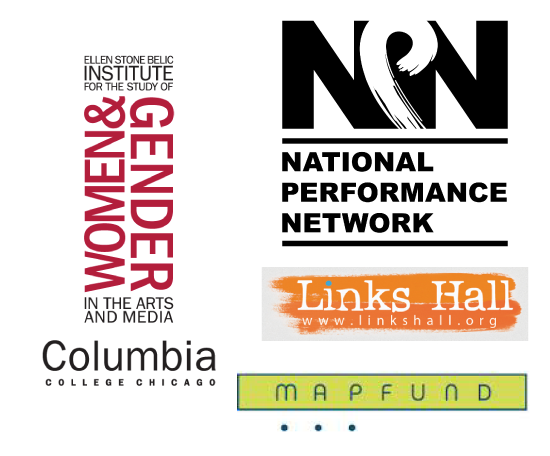 ELLEN STONE BELIC
INSTITUTE
FOR THE STUDY OF
WOMEN&
GENDER
IN THE ARTS
AND MEDIA
Columbia
COLLEGE CHICAGO
NPN
NATIONAL
PERFORMANCE
NETWORK
Links Hall
www.linkshall.org
MAPFUND